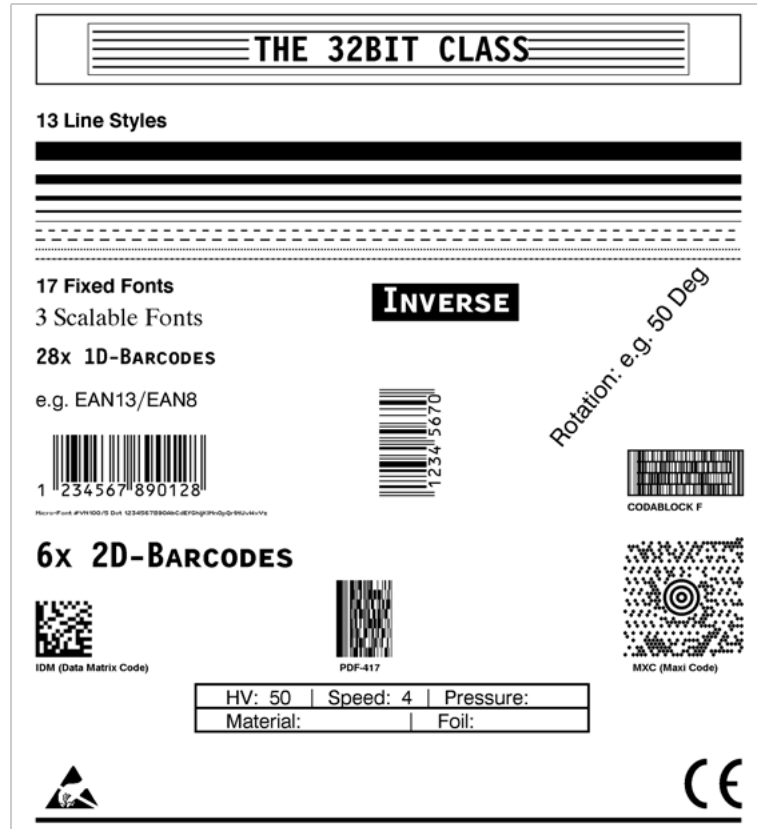 THE 32BIT CLASS
13 Line Styles
17 Fixed Fonts
3 Scalable Fonts
INVERSE
Rotation: e.g. 50 Deg
28x 1D-BARCODES
e.g. EAN13/EAN8
1 234567 890128
1234 5670
CODABLOCK F
6x 2D-BARCODES
IDM (Data Matrix Code)
PDF-417
MXC (Maxi Code)
HV: 50 | Speed: 4 | Pressure:
Material: | Foil:
CE